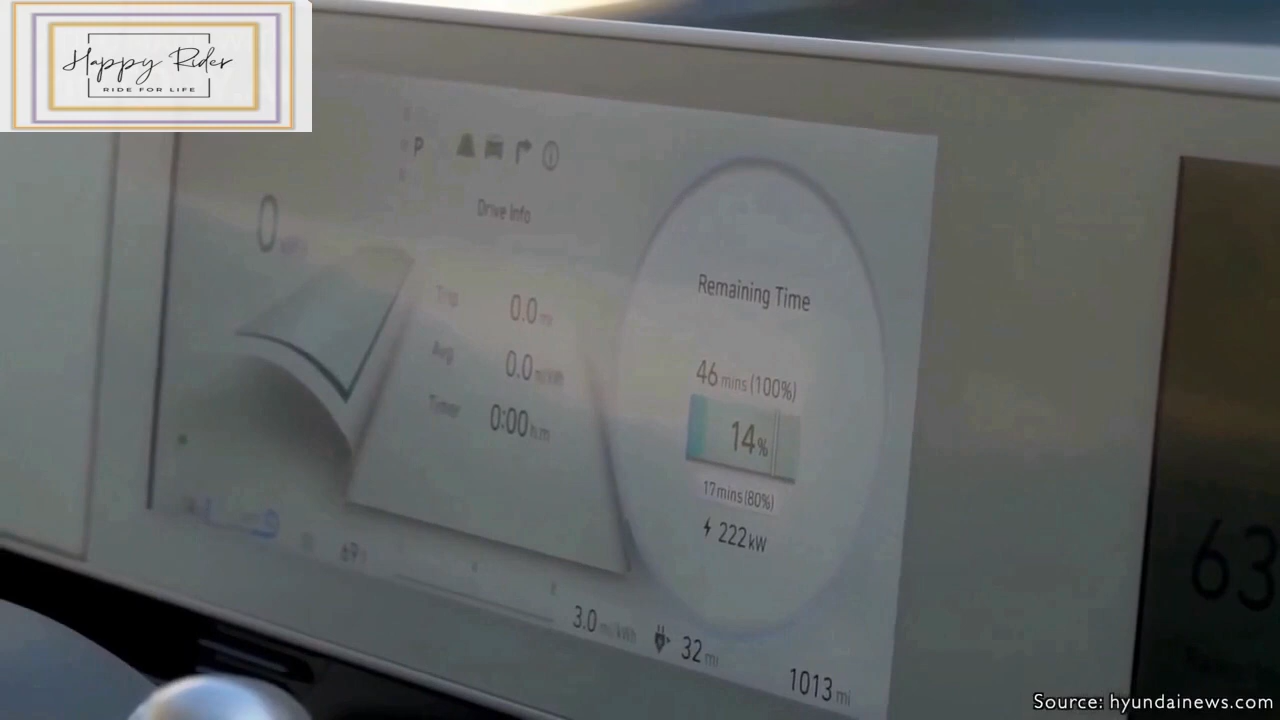 Happy Rider
RIDE FOR LIFE
P
0
Drive Info
Trip 0.0 mi
Avg 0.0 mi/kWh
Timer 0:00 h:m
Remaining Time
46 mins (100%)
14%
17mins (80%)
222 kW
3.0 mi/kWh 32 mi
1013 mi
63
Source: hyundainews.com